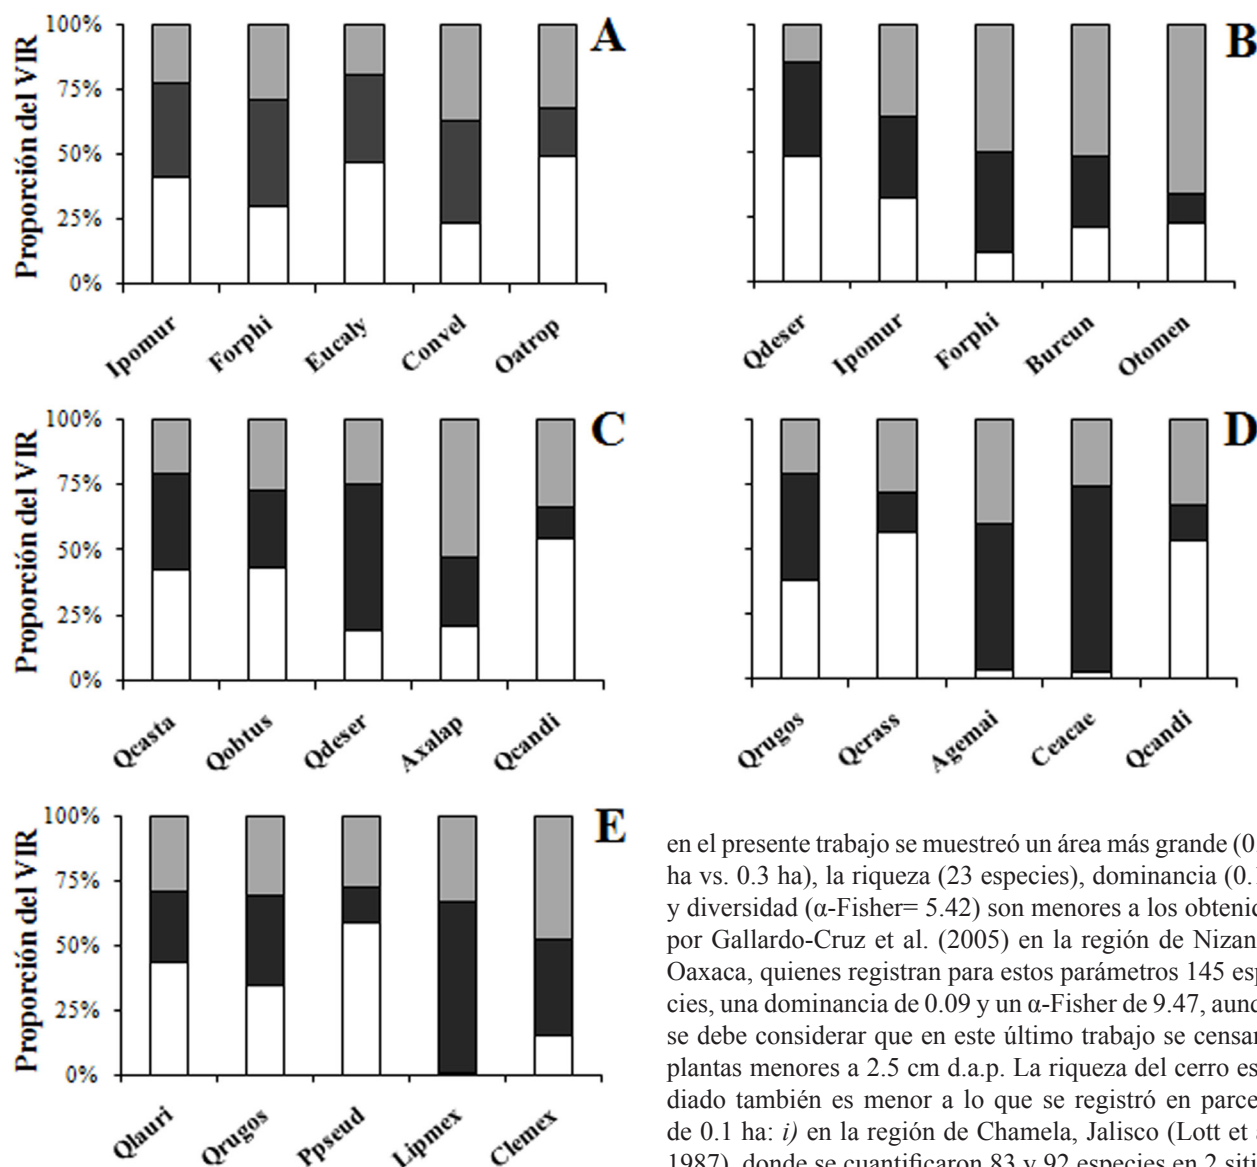 Proporción del VIR
100%
75%
50%
25%
0%
A
Ipomur Forphi Eucaly Convel Oatrop
B
Qdeser Ipomur Forphi Burcun Otomen
Proporción del VIR
100%
75%
50%
25%
0%
C
Qcasta Qobtus Qdeser Axalap Qcandi
D
Qrugos Qcrass Agemai Ceacae Qcandi
Proporción del VIR
100%
75%
50%
25%
0%
E
Qlauri Qrugos Ppseud Lipmex Clemex
en el presente trabajo se muestreó un área más grande (0.
ha vs. 0.3 ha), la riqueza (23 especies), dominancia (0.1
y diversidad (α-Fisher= 5.42) son menores a los obtenid
por Gallardo-Cruz et al. (2005) en la región de Nizan
Oaxaca, quienes registran para estos parámetros 145 esp
cies, una dominancia de 0.09 y un α-Fisher de 9.47, aunq
se debe considerar que en este último trabajo se censar
plantas menores a 2.5 cm d.a.p. La riqueza del cerro es
diado también es menor a lo que se registró en parce
de 0.1 ha: i) en la región de Chamela, Jalisco (Lott et a
1987), donde se cuantificaron 83 y 92 especies en 2 siti